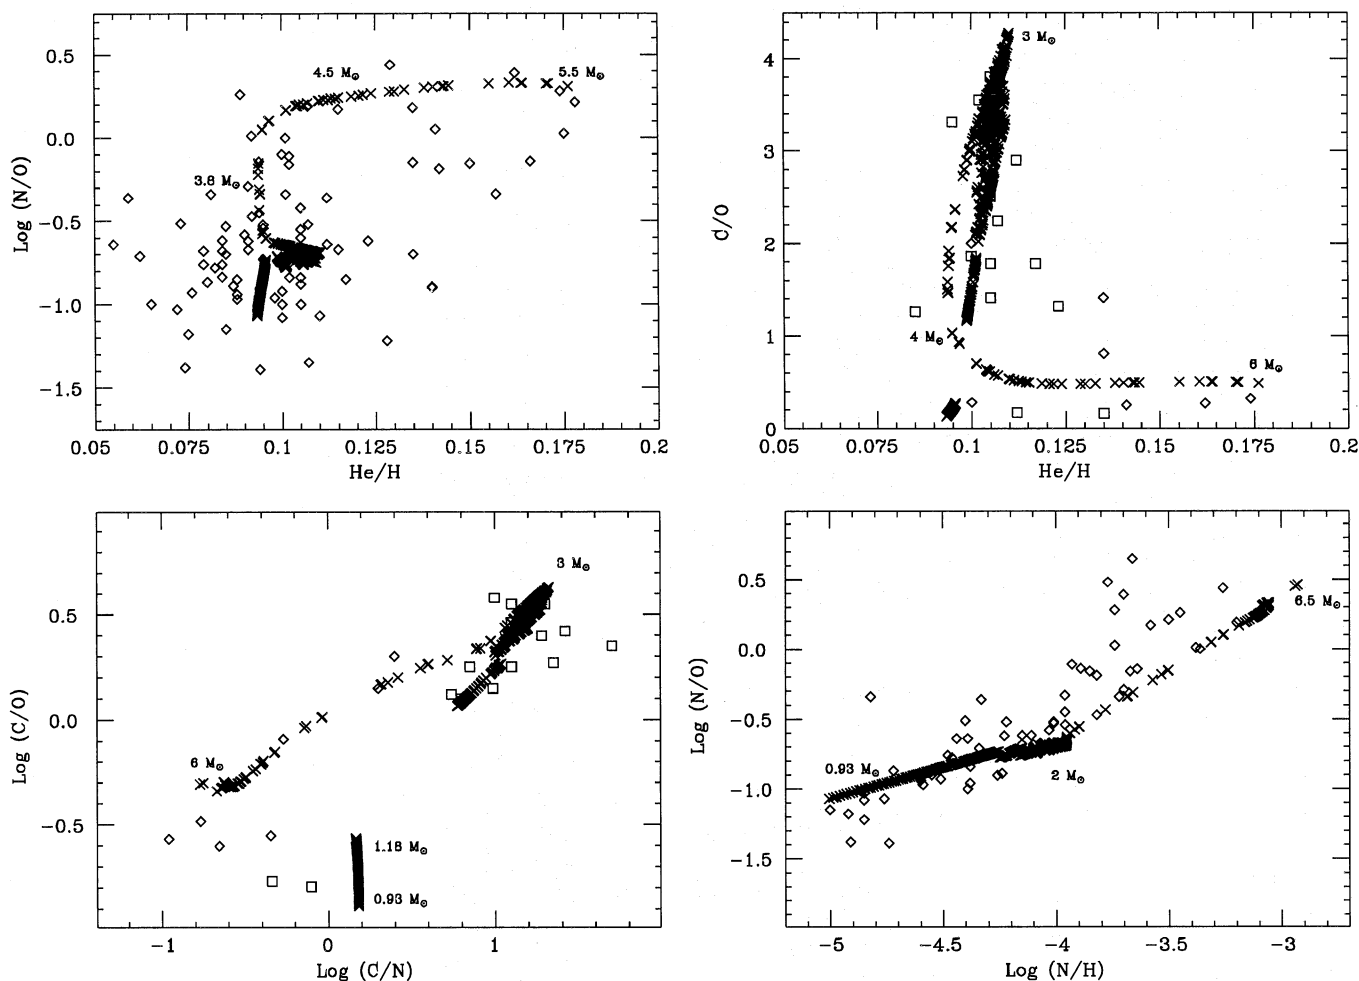 0.5
0.0
−0.5
−1.0
−1.5
Log (N/O)
4.5 M⊙
5.5 M⊙
3.8 M⊙
0.05
0.075
0.1
0.125
0.15
0.175
0.2
He/H
4
3
2
1
0
C/O
3 M⊙
4 M⊙
6 M⊙
0.05
0.075
0.1
0.125
0.15
0.175
0.2
He/H
0.5
0.0
−0.5
Log (C/O)
3 M⊙
6 M⊙
1.18 M⊙
0.93 M⊙
−1
0
1
Log (C/N)
0.5
0.0
−0.5
−1.0
−1.5
Log (N/O)
6.5 M⊙
0.93 M⊙
2 M⊙
−5
−4.5
−4
−3.5
−3
Log (N/H)